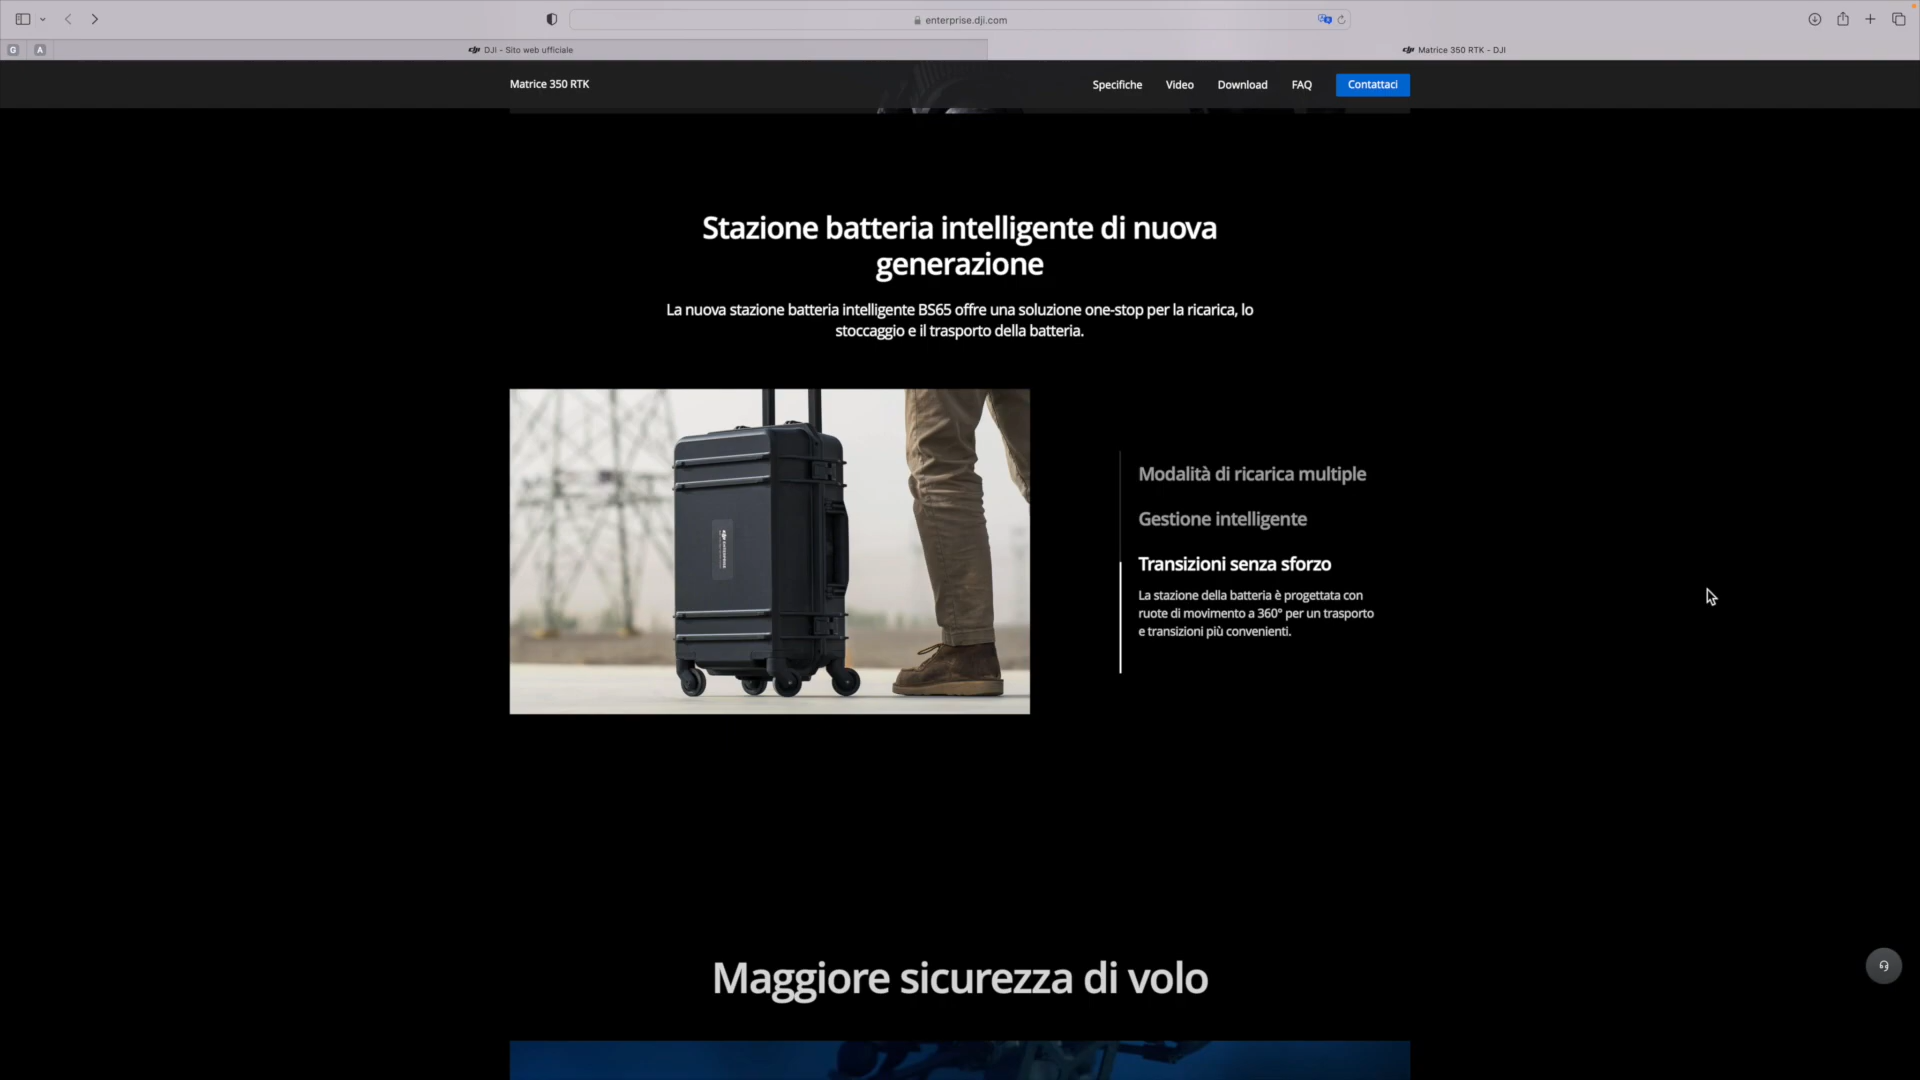 enterprise.dji.com
G
A
DJI - Sito web ufficiale
Matrice 350 RTK - DJI
Matrice 350 RTK
Specifiche
Video
Download
FAQ
Contattaci
Stazione batteria intelligente di nuova
generazione
La nuova stazione batteria intelligente BS65 offre una soluzione one-stop per la ricarica, lo
stoccaggio e il trasporto della batteria.
Modalità di ricarica multiple
Gestione intelligente
Transizioni senza sforzo
La stazione della batteria è progettata con
ruote di movimento a 360° per un trasporto
e transizioni più convenienti.
Maggiore sicurezza di volo